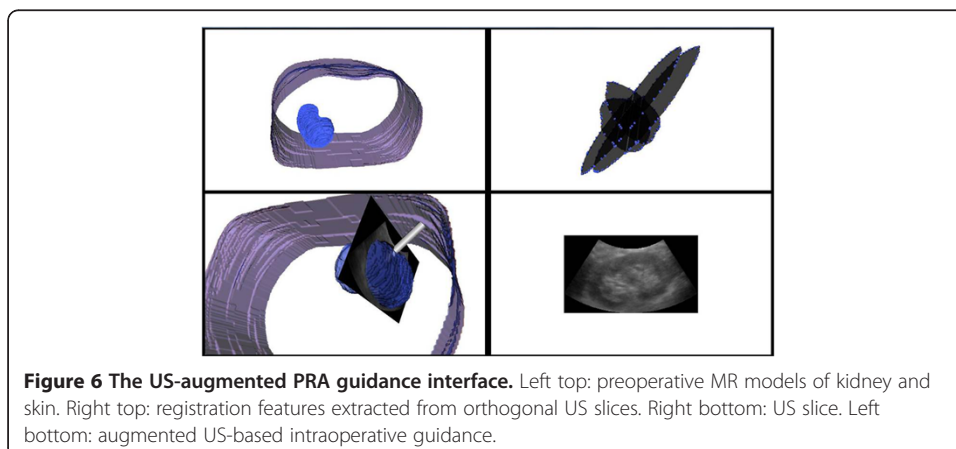 Figure 6 The US-augmented PRA guidance interface. Left top: preoperative MR models of kidney and
skin. Right top: registration features extracted from orthogonal US slices. Right bottom: US slice. Left
bottom: augmented US-based intraoperative guidance.